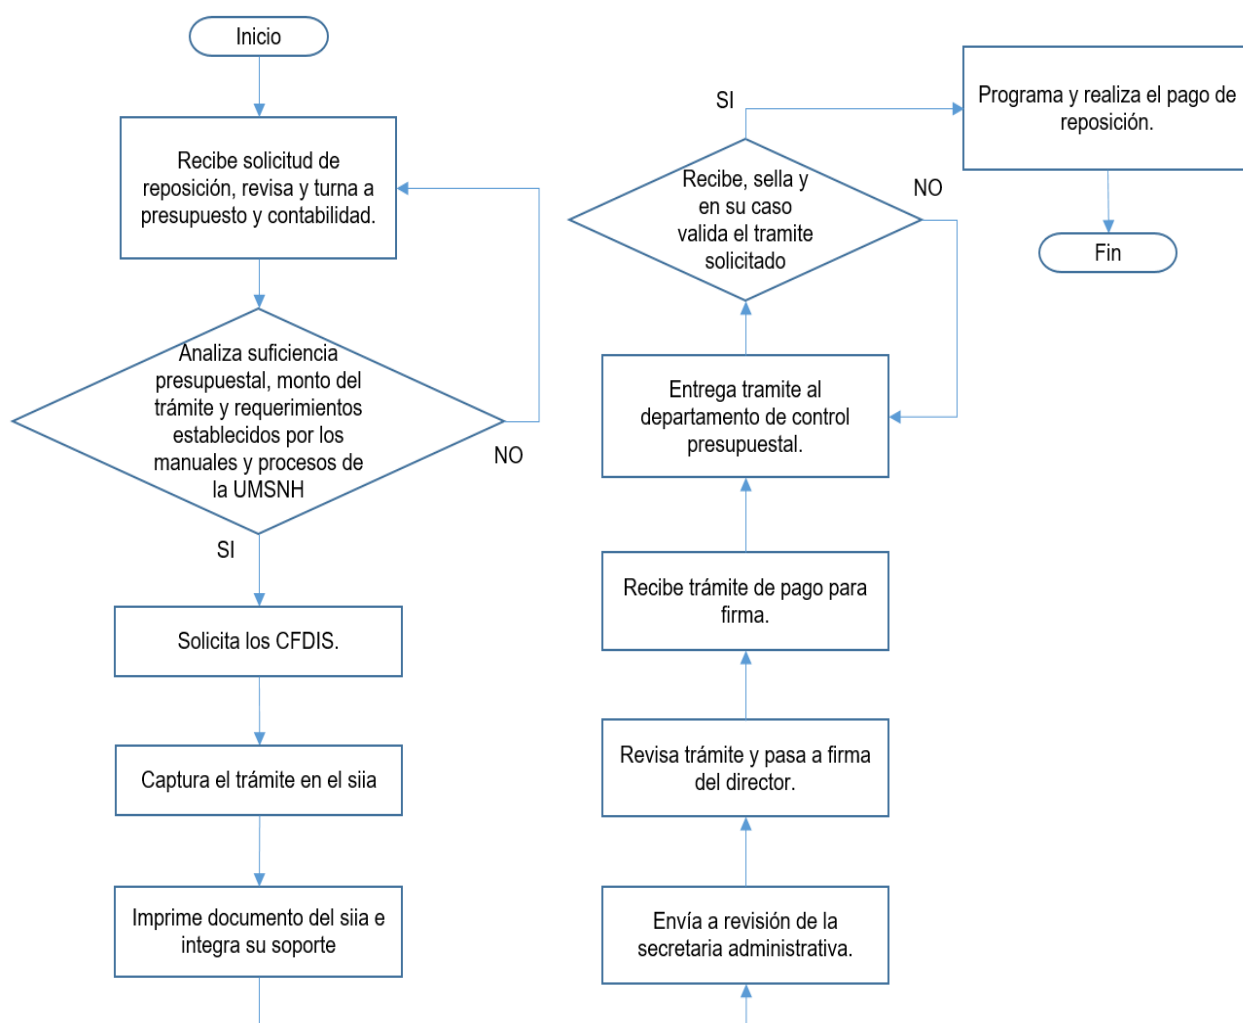 Inicio
Recibe solicitud de
reposición, revisa y turna a
presupuesto y contabilidad.
Analiza suficiencia
presupuestal, monto del
trámite y requerimientos
establecidos por los
manuales y procesos de
la UMSNH
NO
SI
Solicita los CFDIS.
Captura el trámite en el siia
Imprime documento del siia e
integra su soporte
Envía a revisión de la
secretaria administrativa.
Revisa trámite y pasa a firma
del director.
Recibe trámite de pago para
firma.
Entrega tramite al
departamento de control
presupuestal.
Recibe, sella y
en su caso
valida el tramite
solicitado
NO
SI
Programa y realiza el pago de
reposición.
Fin